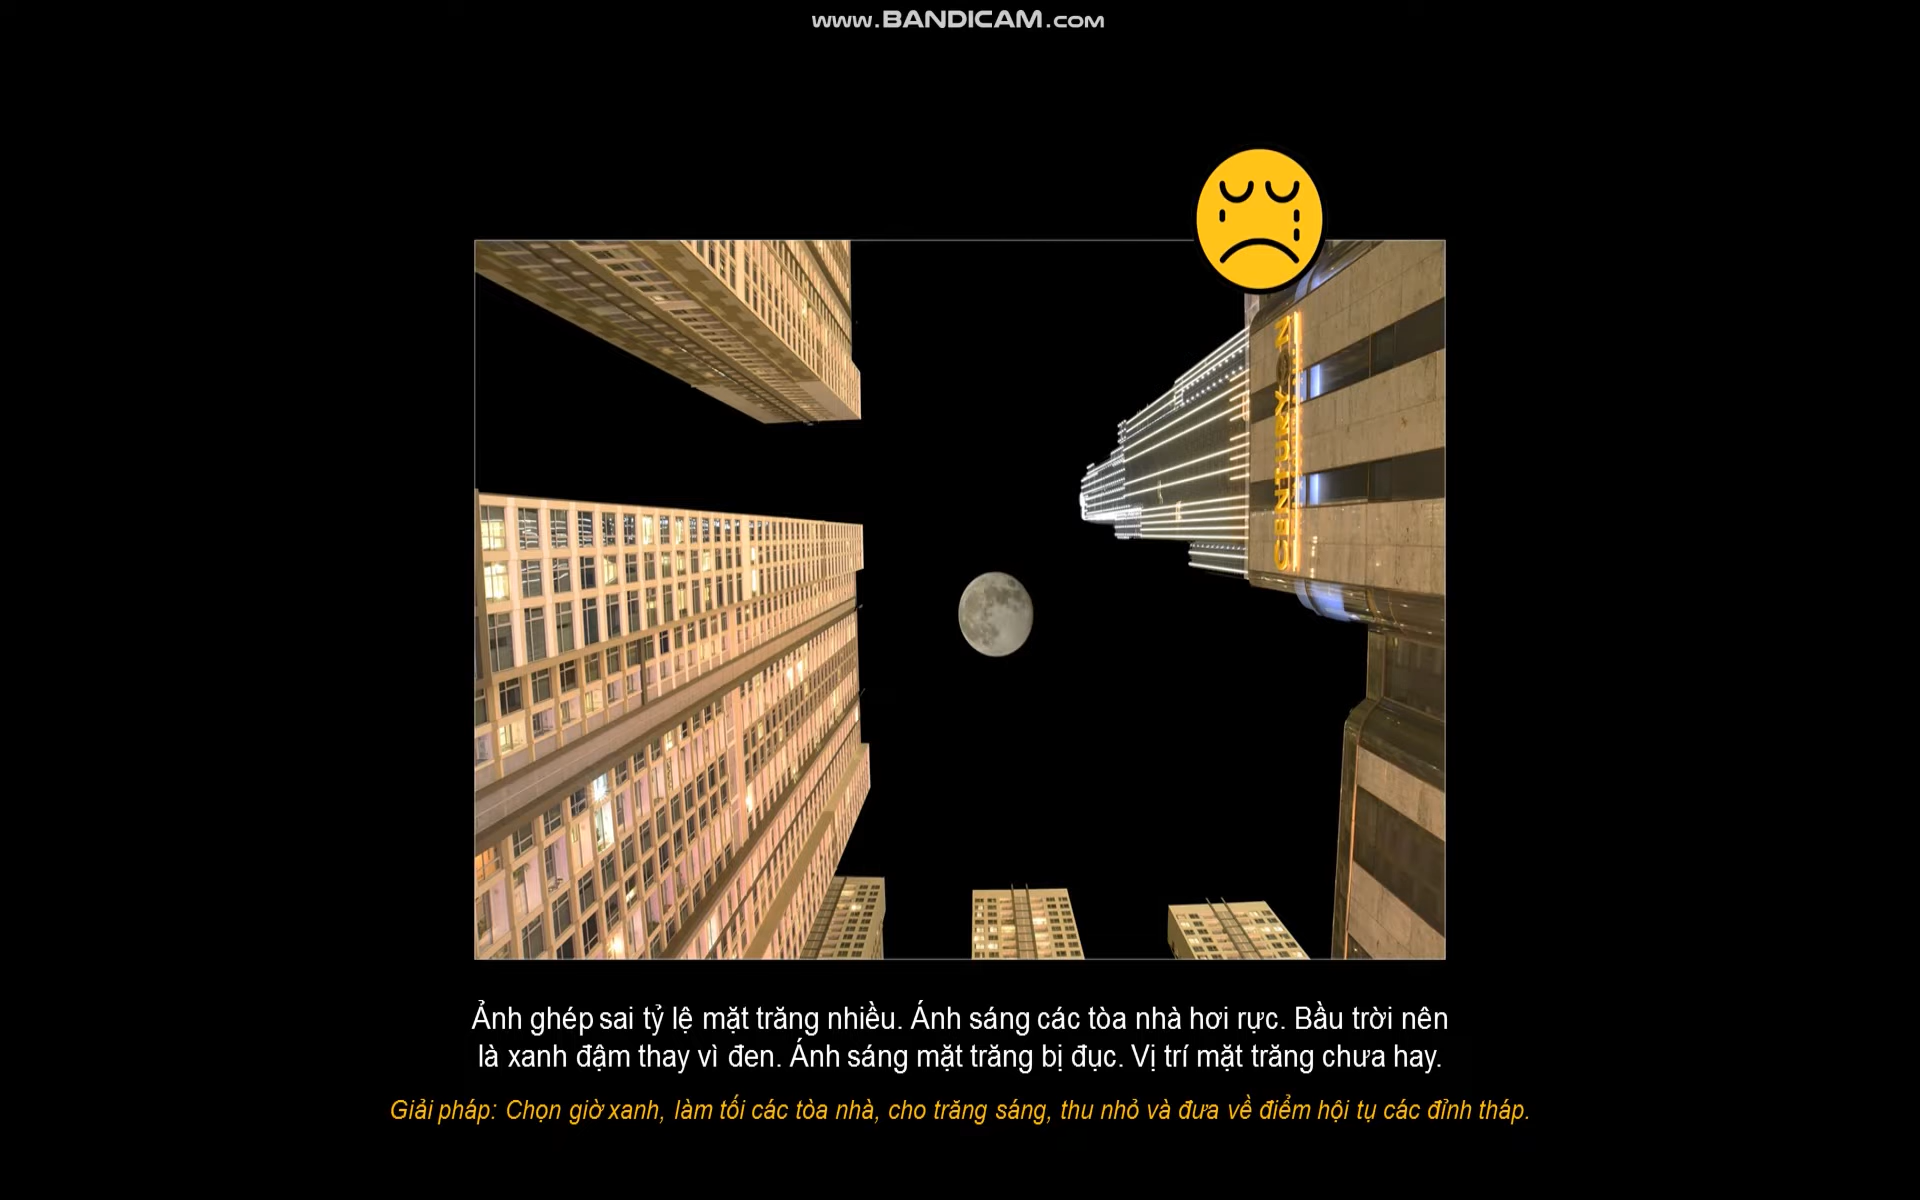 www.BANDICAM.com
CENTURY
Ảnh ghép sai tỷ lệ mặt trăng nhiều. Ánh sáng các tòa nhà hơi rực. Bầu trời nên
là xanh đậm thay vì đen. Ánh sáng mặt trăng bị đục. Vị trí mặt trăng chưa hay.
Giải pháp: Chọn giờ xanh, làm tối các tòa nhà, cho trăng sáng, thu nhỏ và đưa về điểm hội tụ các đỉnh tháp.